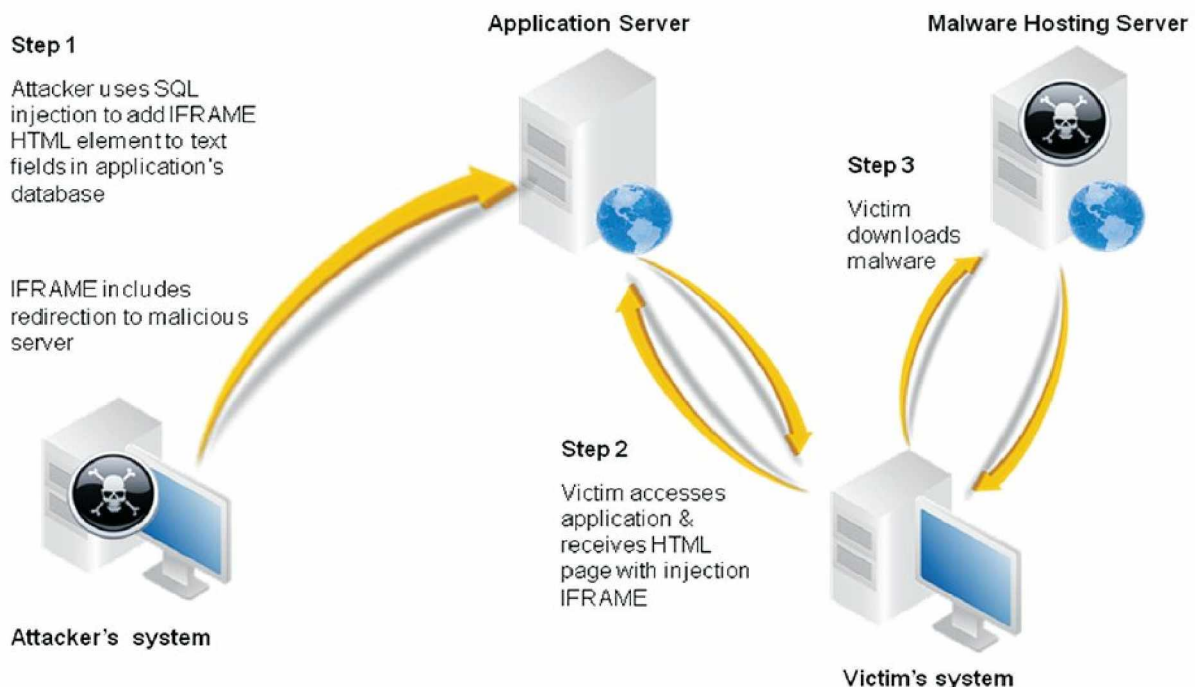 Application Server
Malware Hosting Server
Step 1
Attacker uses SQL
injection to add IFRAME
HTML element to text
fields in application's
database
IFRAME includes
redirection to malicious
server
Attacker's system
Step 2
Victim accesses
application &
receives HTML
page with injection
IFRAME
Step 3
Victim
downloads
malware
Victim's system